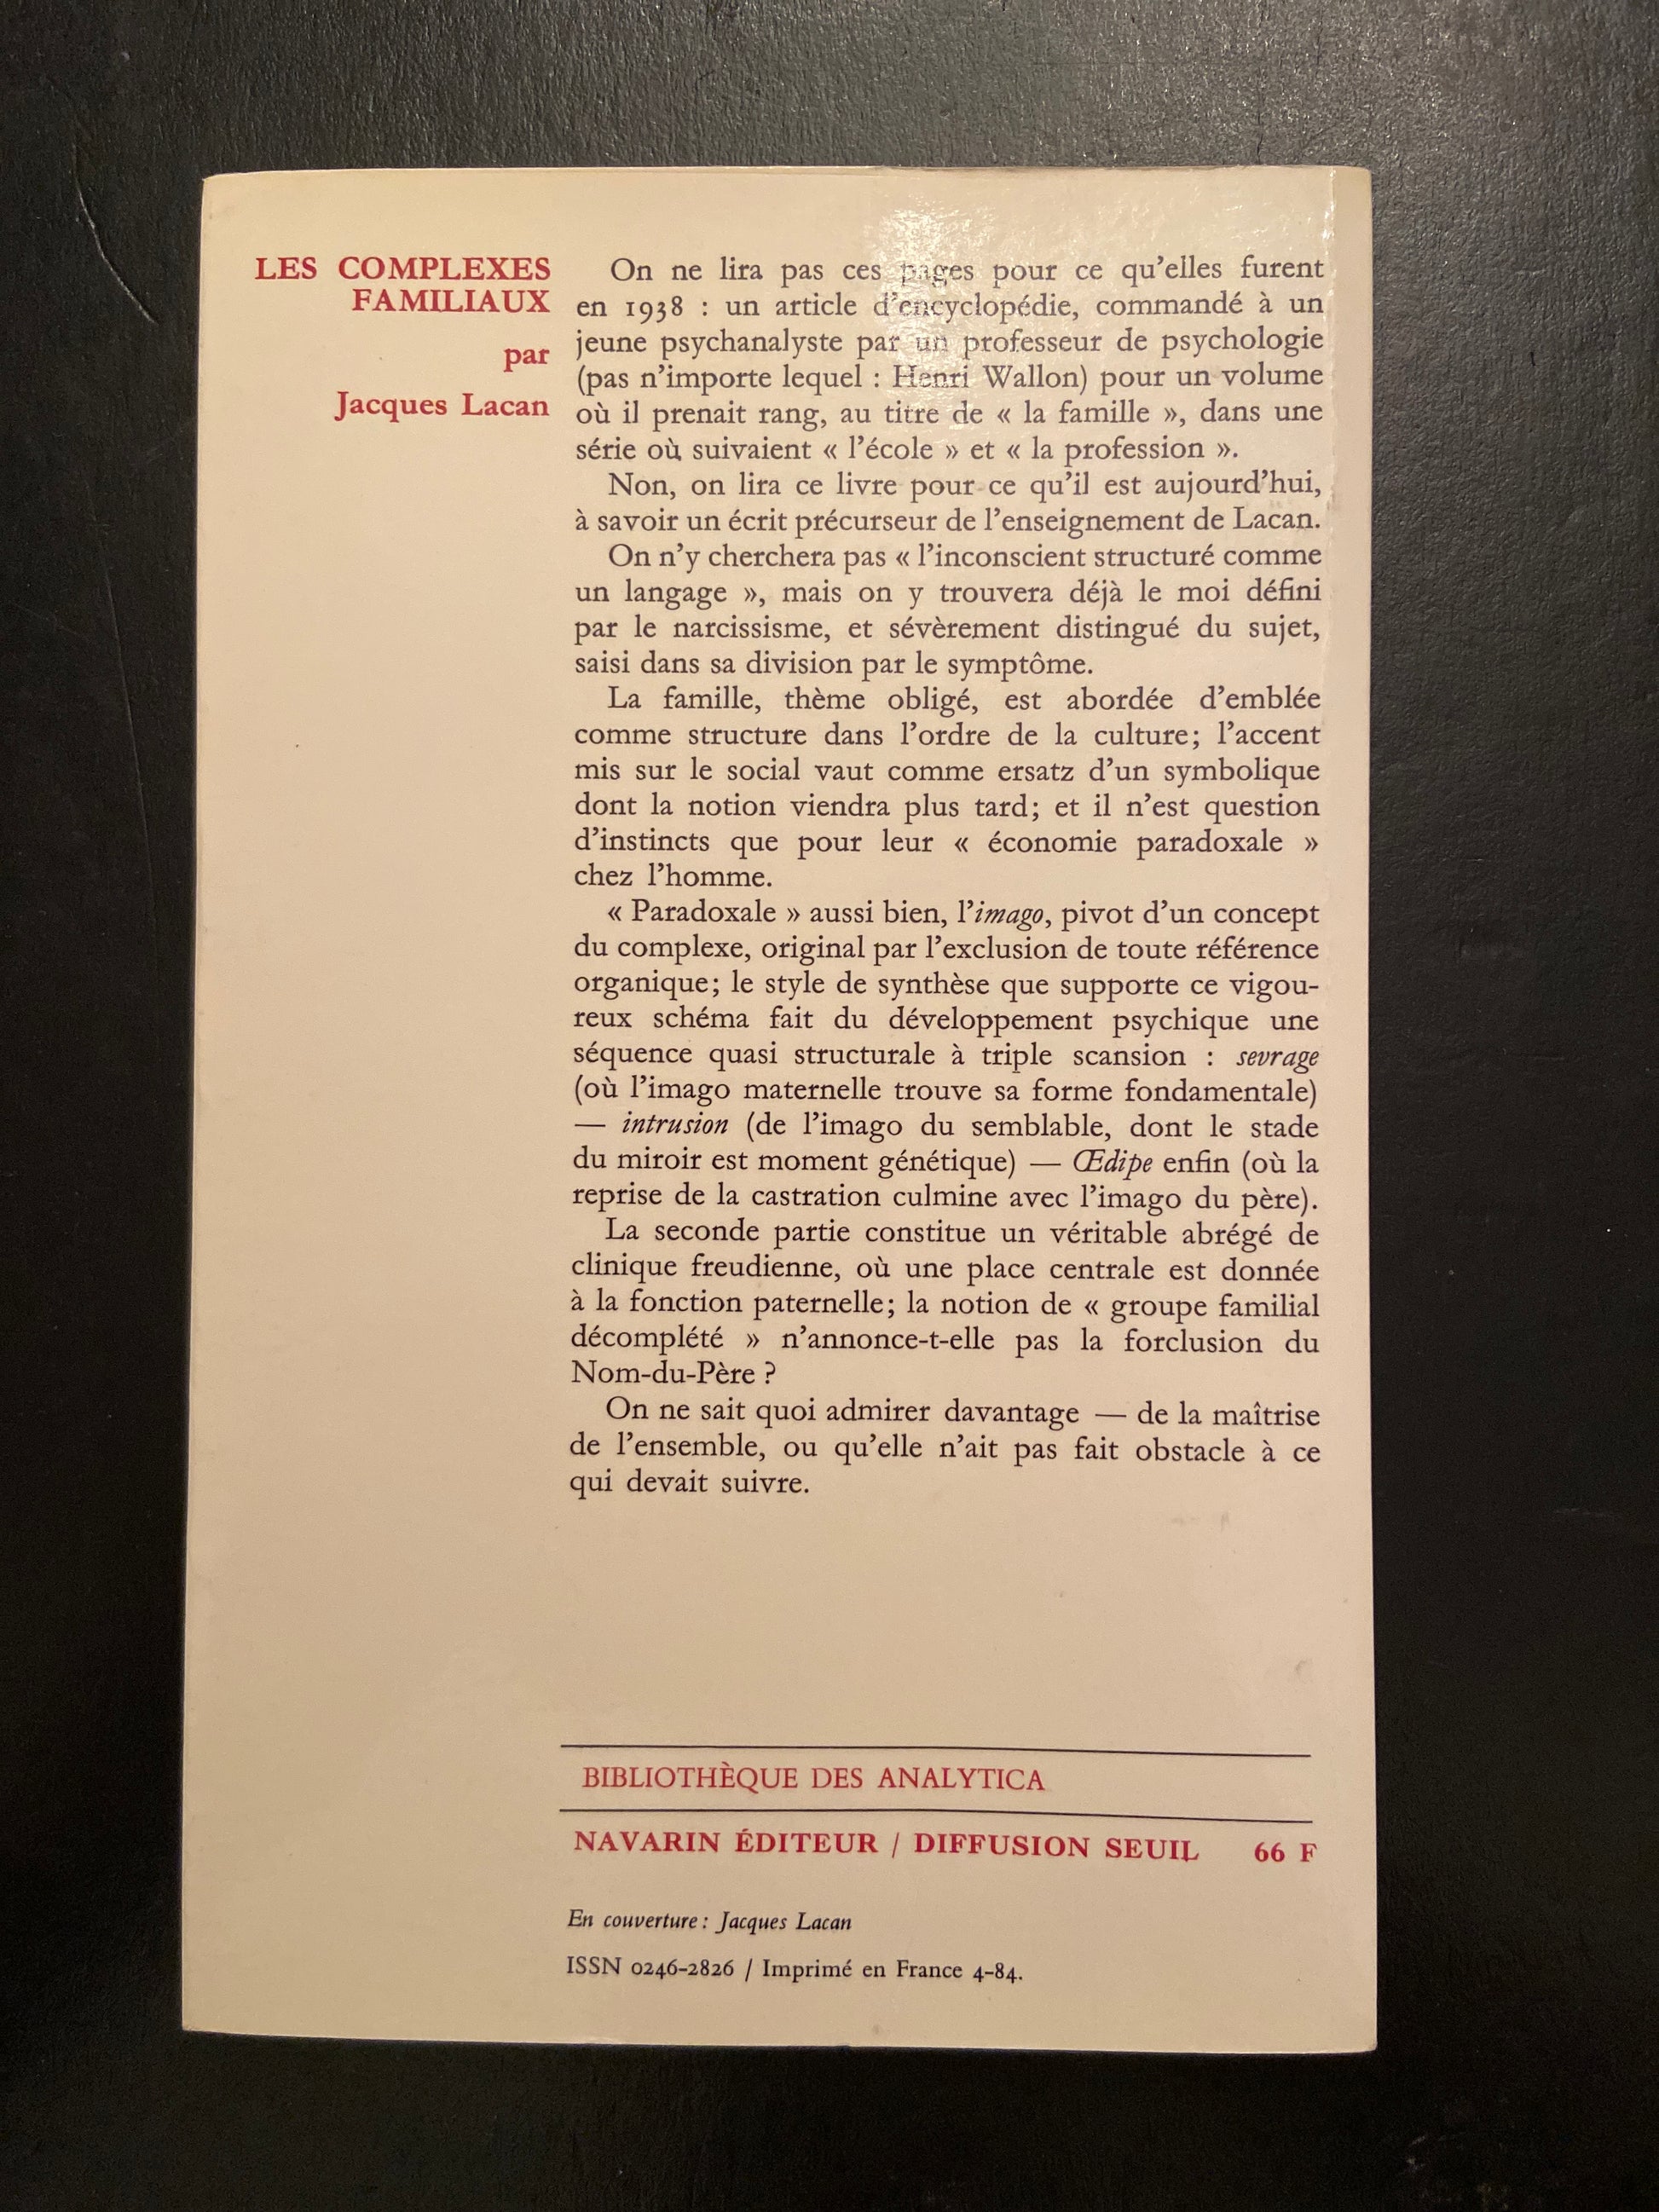 LES COMPLEXES
FAMILIAUX
par
Jacques Lacan
On ne lira pas ces pages pour ce qu'elles furent
en 1938 : un article d'encyclopédie, commandé à un
jeune psychanalyste par un professeur de psychologie
(pas n'importe lequel : Henri Wallon) pour un volume
où il prenait rang, au titre de « la famille », dans une
série où suivaient « l'école » et « la profession ».
Non, on lira ce livre pour ce qu'il est aujourd'hui,
à savoir un écrit précurseur de l'enseignement de Lacan.
On n'y cherchera pas « l'inconscient structuré comme
un langage », mais on y trouvera déjà le moi défini
par le narcissisme, et sévèrement distingué du sujet,
saisi dans sa division par le symptôme.
La famille, thème obligé, est abordée d'emblée
comme structure dans l'ordre de la culture; l'accent
mis sur le social vaut comme ersatz d'un symbolique
dont la notion viendra plus tard; et il n'est question
d'instincts que pour leur « économie paradoxale »
chez l'homme.
« Paradoxale » aussi bien, l'imago, pivot d'un concept
du complexe, original par l'exclusion de toute référence
organique; le style de synthèse que supporte ce vigou-
reux schéma fait du développement psychique une
séquence quasi structurale à triple scansion : sevrage
(où l'imago maternelle trouve sa forme fondamentale)
— intrusion (de l'imago du semblable, dont le stade
du miroir est moment génétique) — Œdipe enfin (où la
reprise de la castration culmine avec l'imago du père).
La seconde partie constitue un véritable abrégé de
clinique freudienne, où une place centrale est donnée
à la fonction paternelle; la notion de « groupe familial
décomplété » n'annonce-t-elle pas la forclusion du
Nom-du-Père ?
On ne sait quoi admirer davantage — de la maîtrise
de l'ensemble, ou qu'elle n'ait pas fait obstacle à ce
qui devait suivre.
BIBLIOTHÈQUE DES ANALYTICA
NAVARIN ÉDITEUR / DIFFUSION SEUIL 66 F
En couverture : Jacques Lacan
ISSN 0246-2826 / Imprimé en France 4-84.